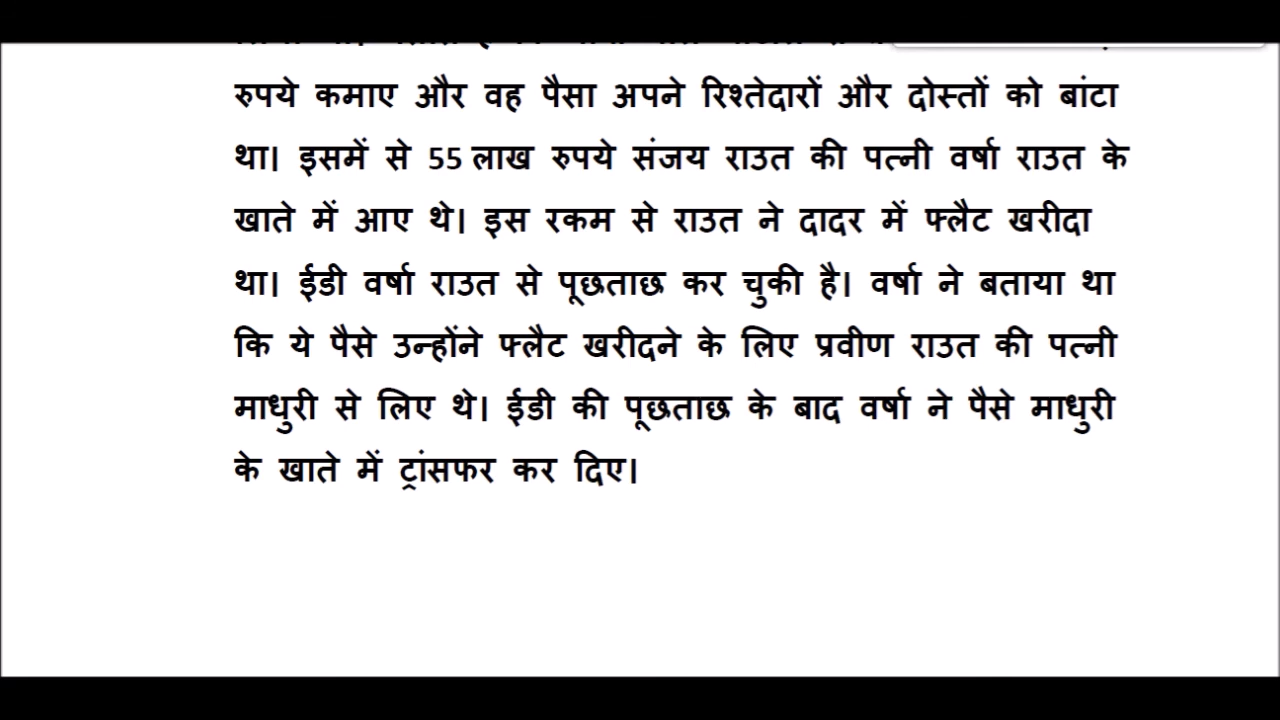 रुपये कमाए और वह पैसा अपने रिश्तेदारों और दोस्तों को बांटा
था। इसमें से 55 लाख रुपये संजय राउत की पत्नी वर्षा राउत के
खाते में आए थे। इस रकम से राउत ने दादर में फ्लैट खरीदा
था। ईडी वर्षा राउत से पूछताछ कर चुकी है। वर्षा ने बताया था
कि ये पैसे उन्होंने फ्लैट खरीदने के लिए प्रवीण राउत की पत्नी
माधुरी से लिए थे। ईडी की पूछताछ के बाद वर्षा ने पैसे माधुरी
के खाते में ट्रांसफर कर दिए।